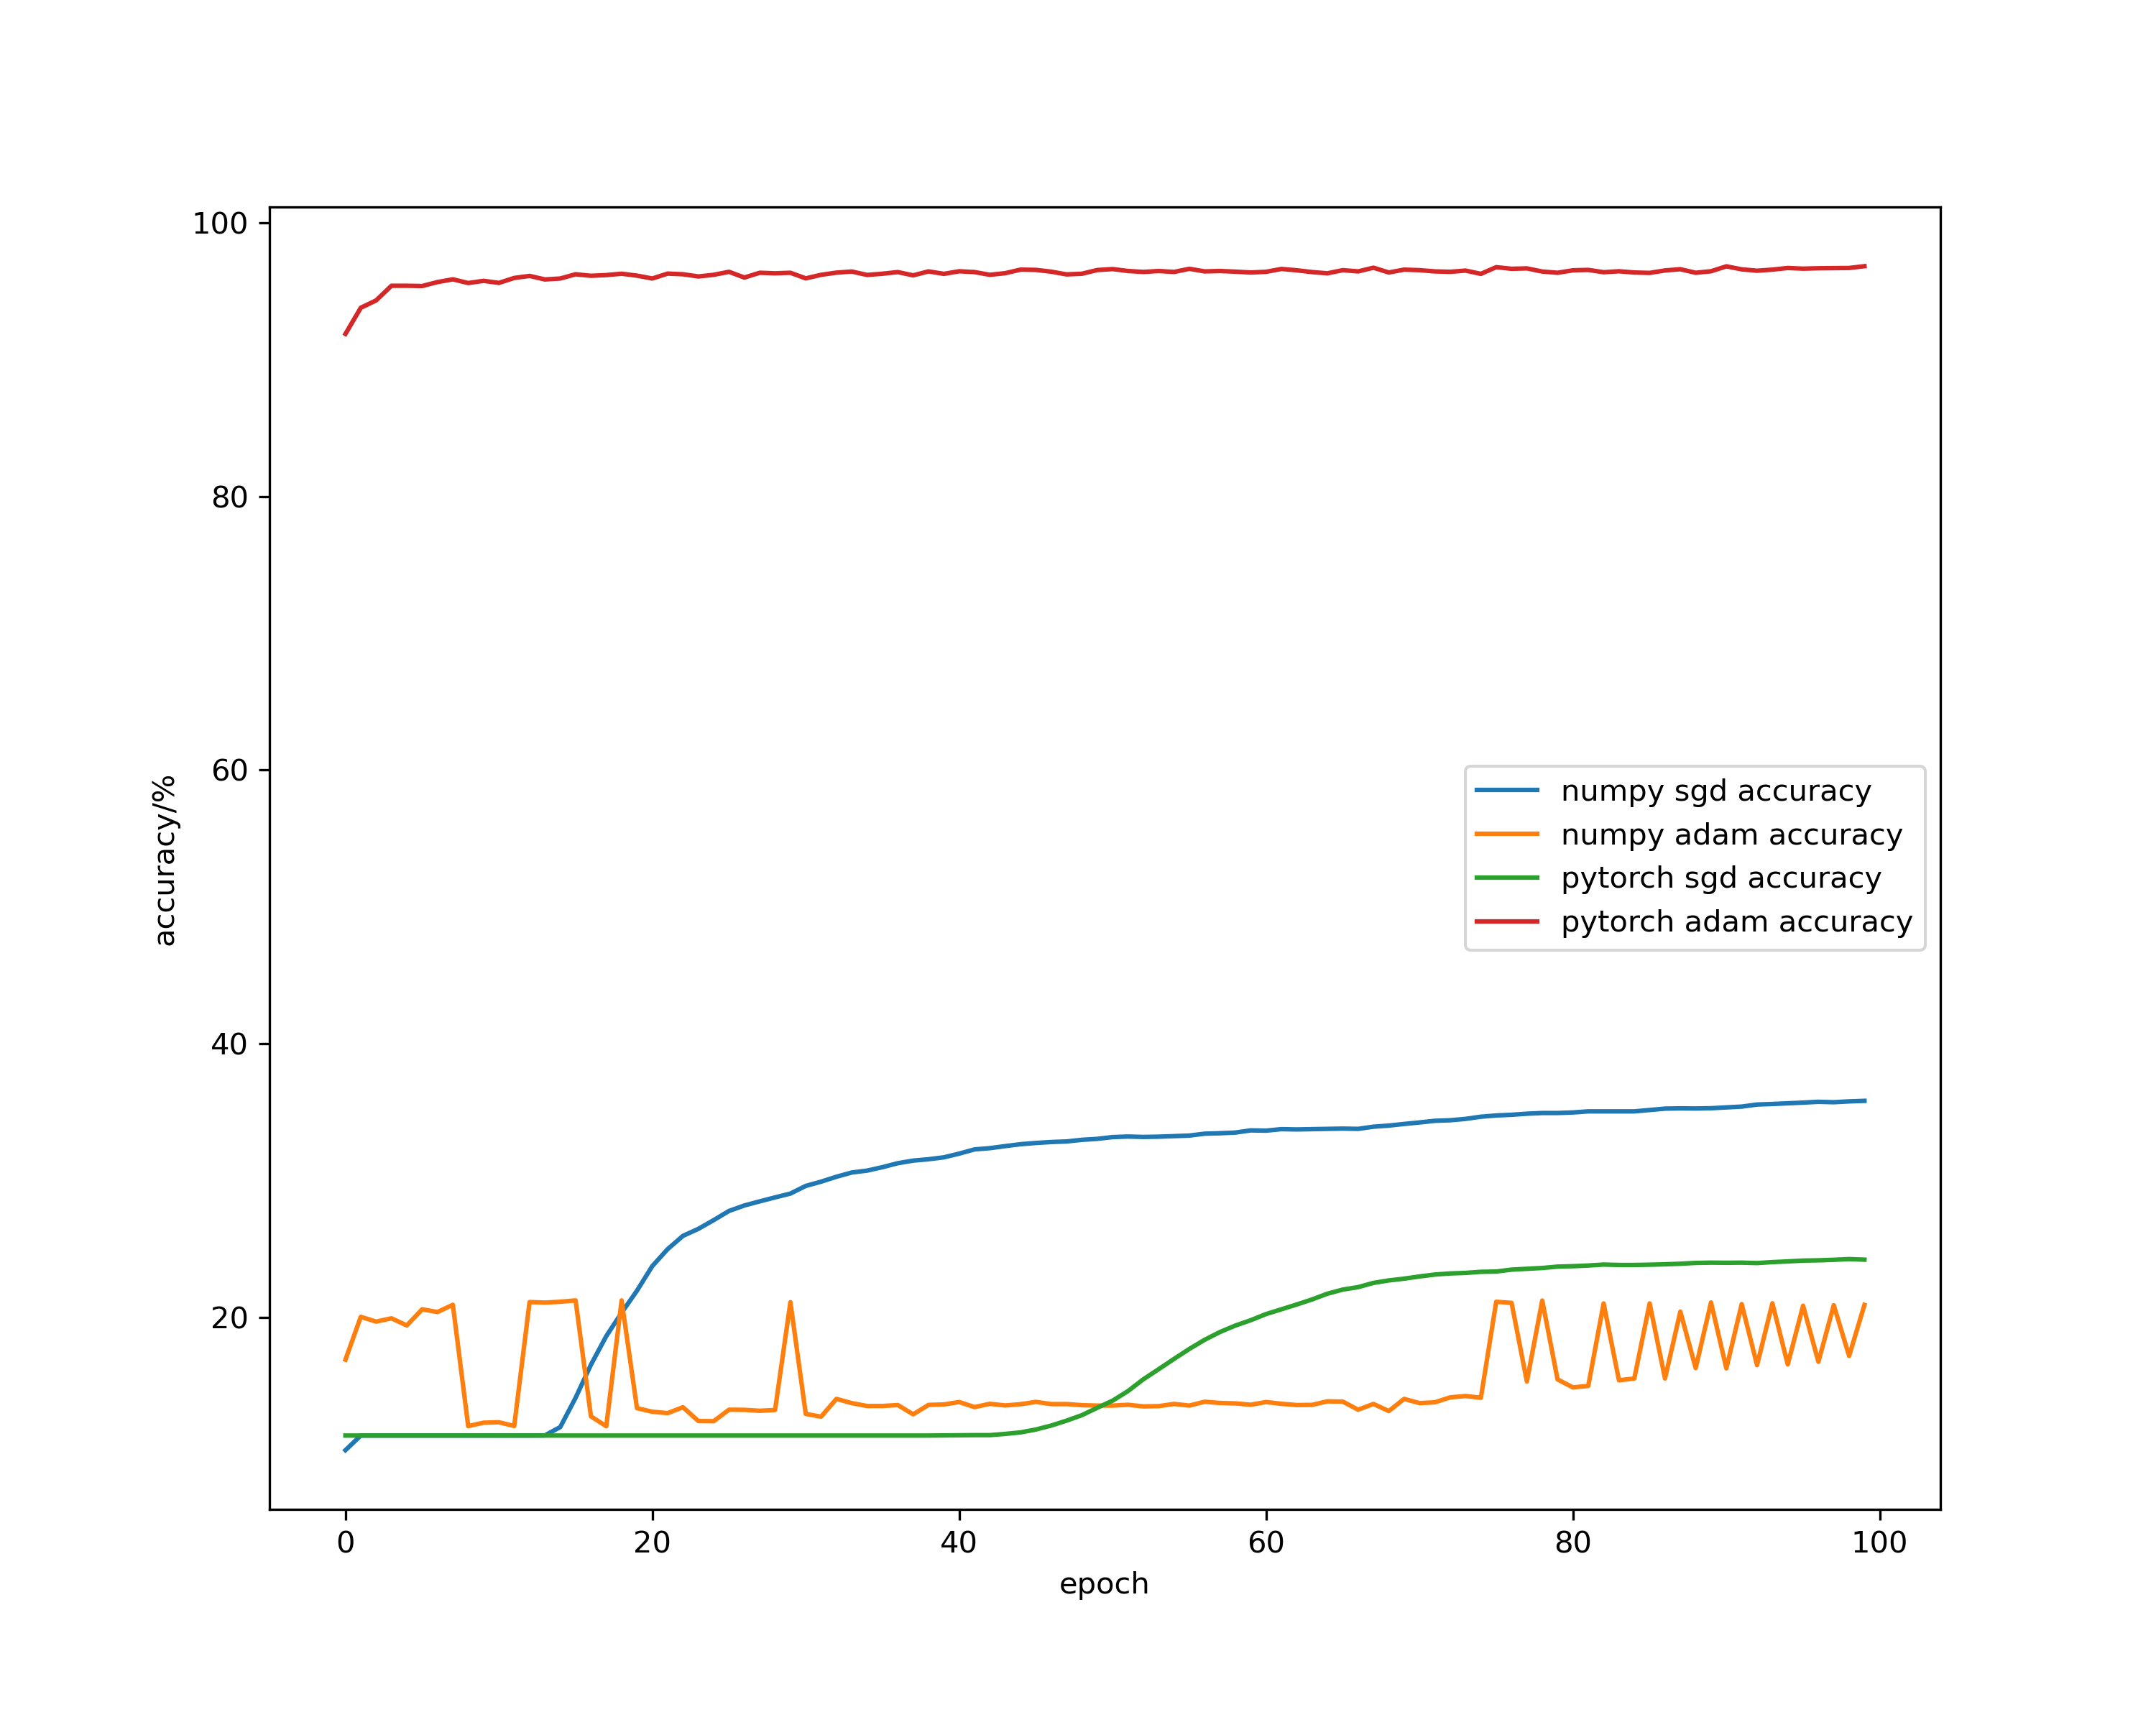 100
80
60
40
20
accuracy/%
numpy sgd accuracy
numpy adam accuracy
pytorch sgd accuracy
pytorch adam accuracy
0 20 40 60 80 100
epoch